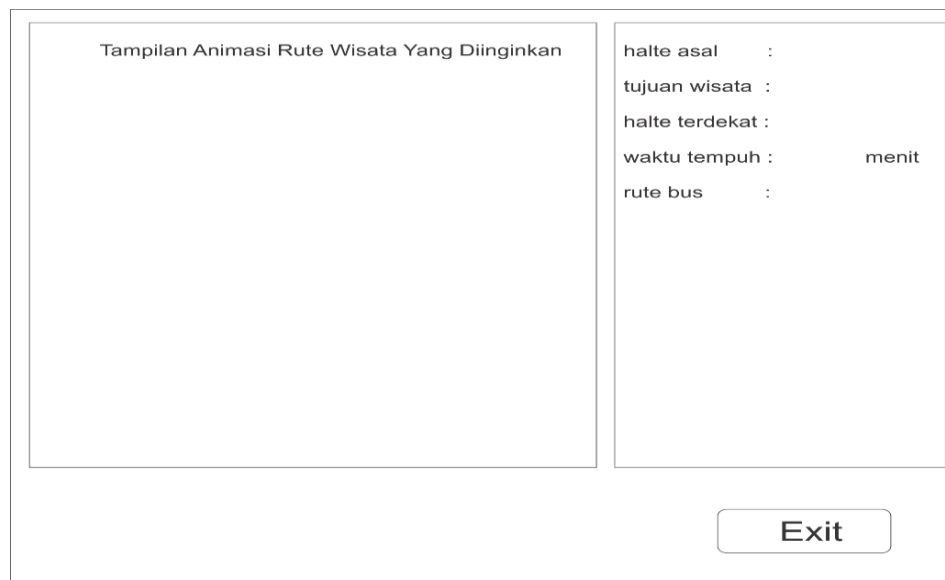 Tampilan Animasi Rute Wisata Yang Diinginkan
halte asal :
tujuan wisata :
halte terdekat :
waktu tempuh : menit
rute bus :
Exit